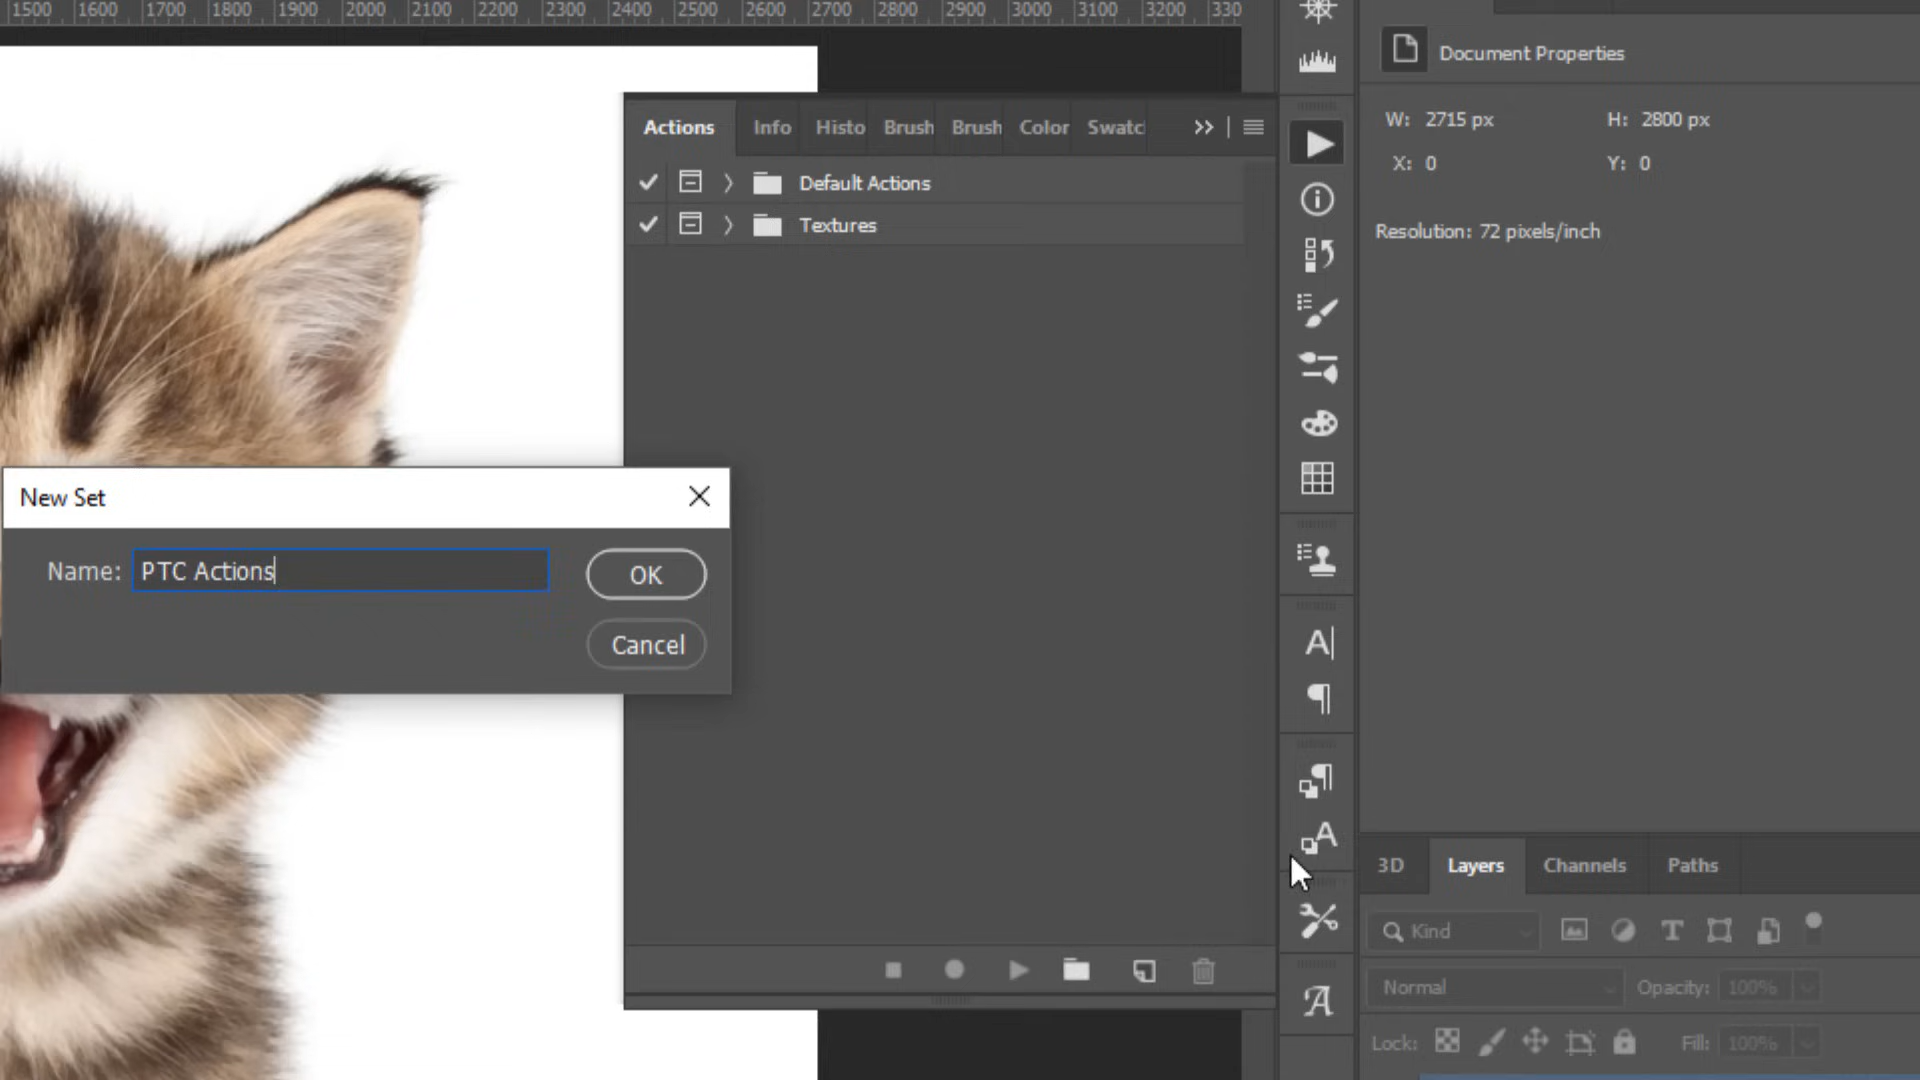 1500 1600 1700 1800 1900 2000 2100 2200 2300 2400 2500 2600 2700 2800 2900 3000 3100 3200 330
Document Properties
W: 2715 px H: 2800 px
X: 0 Y: 0
Resolution: 72 pixels/inch
Actions Info Histo Brush Brush Color Swatc
Default Actions
Textures
New Set
Name: PTC Actions
OK
Cancel
3D Layers Channels Paths
Kind
Normal Opacity: 100%
Lock: Fill: 100%